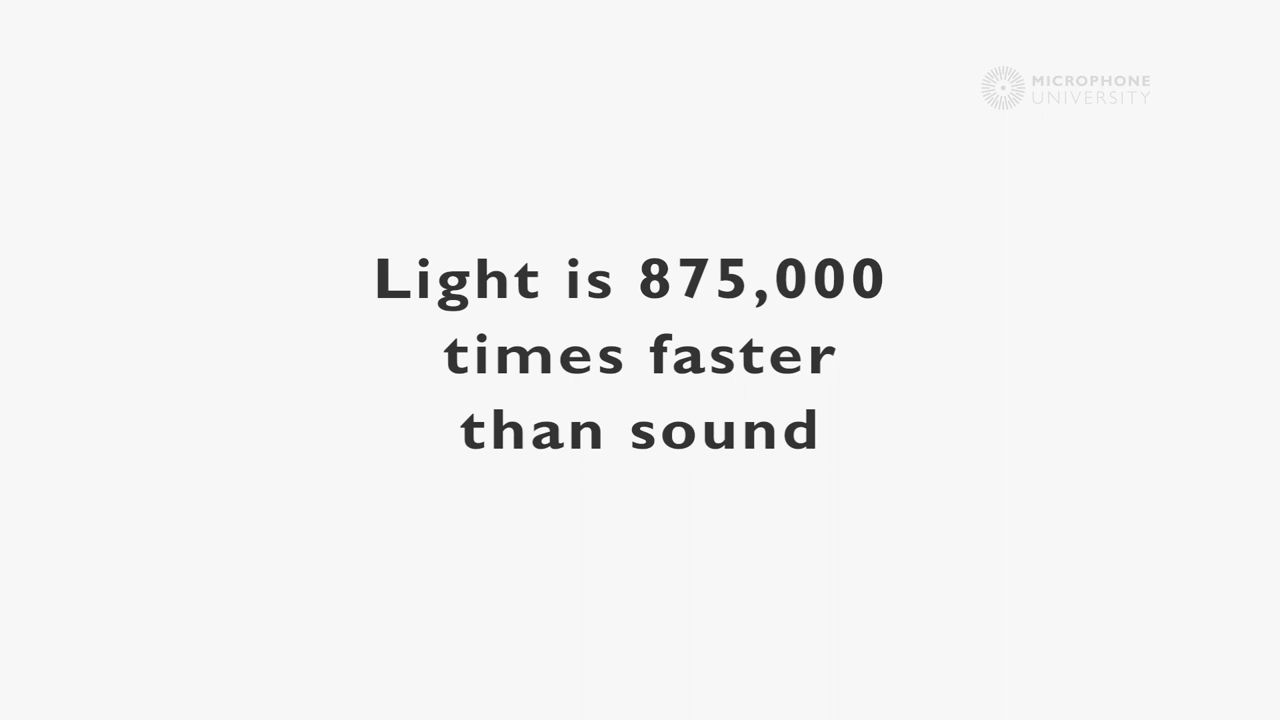 MICROPHONE
UNIVERSITY
Light is 875,000
times faster
than sound